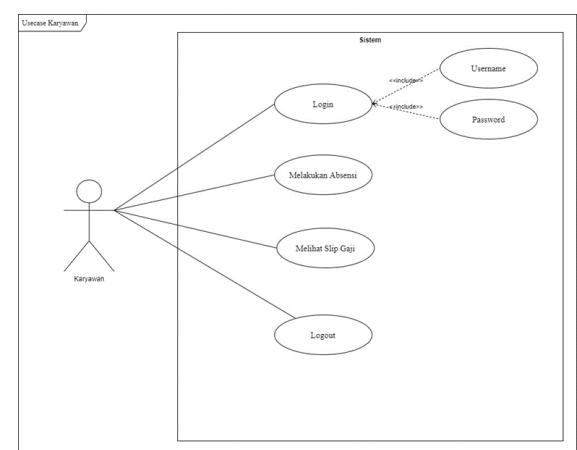 Usecase Karyawan
Sistem
Username
<<include>>
Login
<<include>>
Password
Melakukan Absensi
Melihat Slip Gaji
Karyawan
Logout